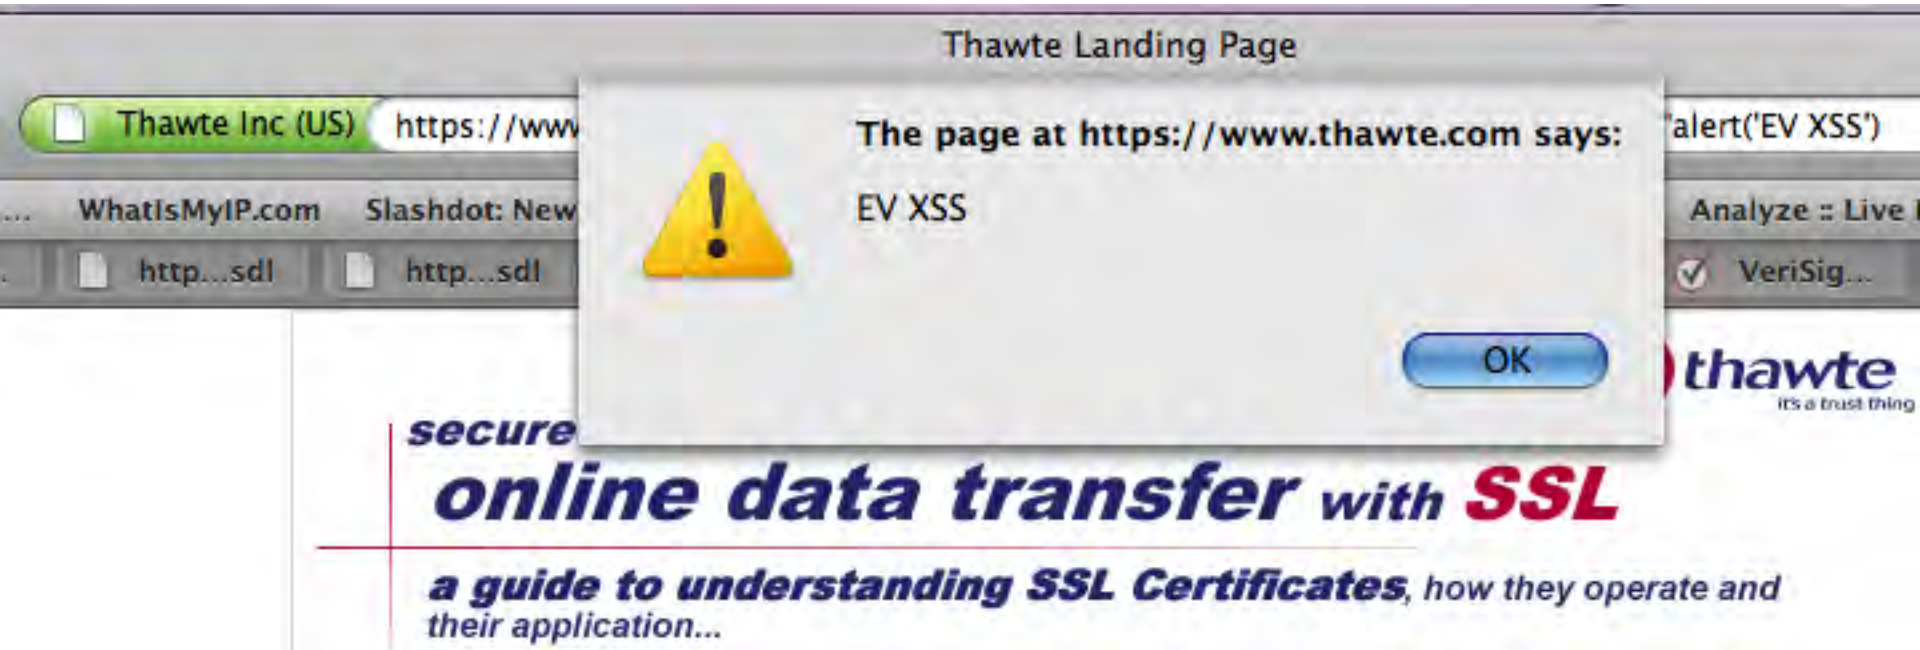 Thawte Landing Page
Thawte Inc (US) https://www
The page at https://www.thawte.com says:
alert('EV XSS')
EV XSS
... WhatIsMyIP.com Slashdot: New
Analyze :: Live
http...sdl http...sdl
VeriSig...
OK
thawte
it's a trust thing
secure
online data transfer with SSL
a guide to understanding SSL Certificates, how they operate and
their application...